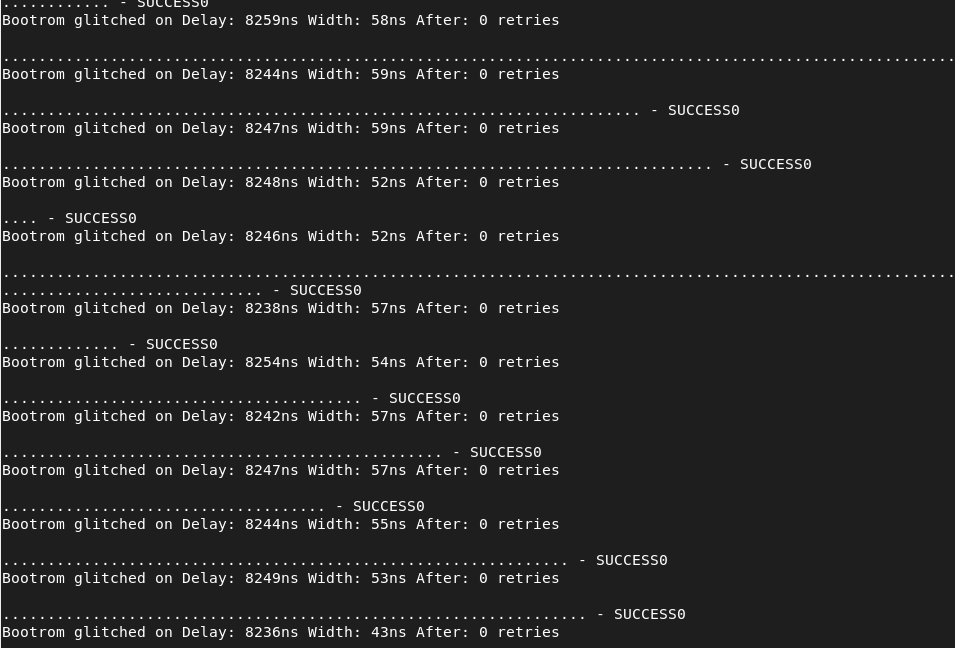 ............ - SUCCESS0
Bootrom glitched on Delay: 8259ns Width: 58ns After: 0 retries
..........................................................................................................
Bootrom glitched on Delay: 8244ns Width: 59ns After: 0 retries
....................................................................... - SUCCESS0
Bootrom glitched on Delay: 8247ns Width: 59ns After: 0 retries
............................................................................... - SUCCESS0
Bootrom glitched on Delay: 8248ns Width: 52ns After: 0 retries
.... - SUCCESS0
Bootrom glitched on Delay: 8246ns Width: 52ns After: 0 retries
..........................................................................................................
............................. - SUCCESS0
Bootrom glitched on Delay: 8238ns Width: 57ns After: 0 retries
............. - SUCCESS0
Bootrom glitched on Delay: 8254ns Width: 54ns After: 0 retries
........................................ - SUCCESS0
Bootrom glitched on Delay: 8242ns Width: 57ns After: 0 retries
................................................. - SUCCESS0
Bootrom glitched on Delay: 8247ns Width: 57ns After: 0 retries
.................................... - SUCCESS0
Bootrom glitched on Delay: 8244ns Width: 55ns After: 0 retries
............................................................... - SUCCESS0
Bootrom glitched on Delay: 8249ns Width: 53ns After: 0 retries
................................................................. - SUCCESS0
Bootrom glitched on Delay: 8236ns Width: 43ns After: 0 retries